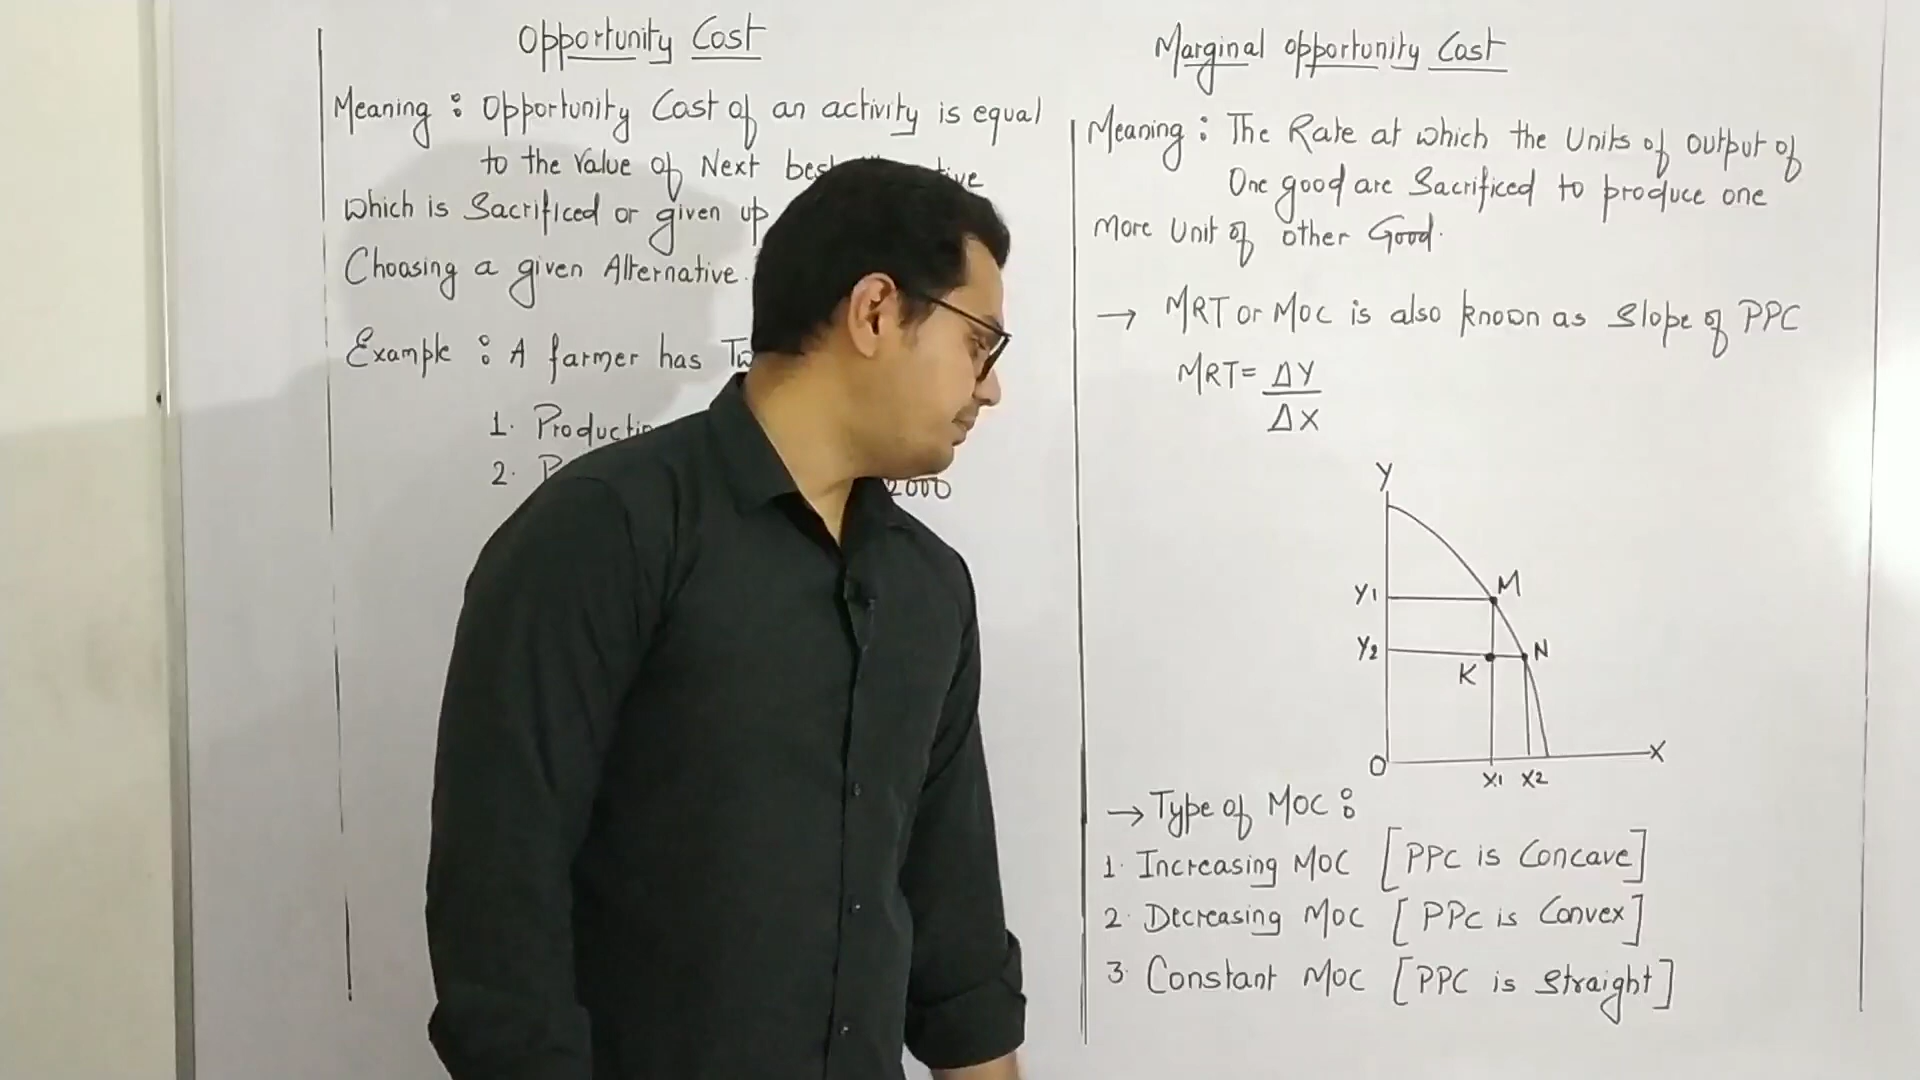 Opportunity Cost
Meaning : Opportunity Cost of an activity is equal
to the Value of Next
which is Sacrificed or given up
Choosing a given Alternative.
Example : A farmer has
1. 
2. 
2000
Marginal opportunity Cost
Meaning : The Rate at which the Units of output of
One good are Sacrificed to produce one
More Unit of other Good.
→ MRT or MOC is also known as Slope of PPC
MRT = ΔY
ΔX
Y
Y1 M
Y2 N
K
O X
X1 X2
→ Type of MOC :
1. Increasing MOC [PPC is Concave]
2. Decreasing MOC [PPC is Convex]
3. Constant MOC [PPC is Straight]